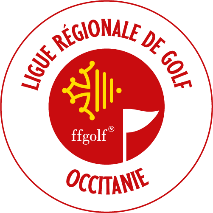 LIGUE RÉGIONALE DE GOLF
ffgolf®
OCCITANIE